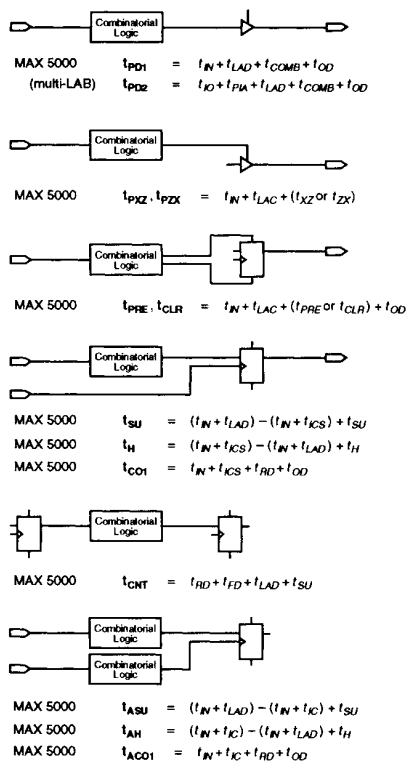 Combinatorial
Logic
MAX 5000 tPD1 = tIN + tLAD + tCOMB + tOD
(multi-LAB) tPD2 = tIO + tPIA + tLAD + tCOMB + tOD
Combinatorial
Logic
MAX 5000 tPXZ, tPZX = tIN + tLAC + (tXZ or tZX)
Combinatorial
Logic
MAX 5000 tPRE, tCLR = tIN + tLAC + (tPRE or tCLR) + tOD
Combinatorial
Logic
MAX 5000 tSU = (tIN + tLAD) – (tIN + tICS) + tSU
MAX 5000 tH = (tIN + tICS) – (tIN + tLAD) + tH
MAX 5000 tCO1 = tIN + tICS + tRD + tOD
Combinatorial
Logic
MAX 5000 tCNT = tRD + tFD + tLAD + tSU
Combinatorial
Logic
Combinatorial
Logic
MAX 5000 tASU = (tIN + tLAD) – (tIN + tIC) + tSU
MAX 5000 tAH = (tIN + tIC) – (tIN + tLAD) + tH
MAX 5000 tACO1 = tIN + tIC + tRD + tOD